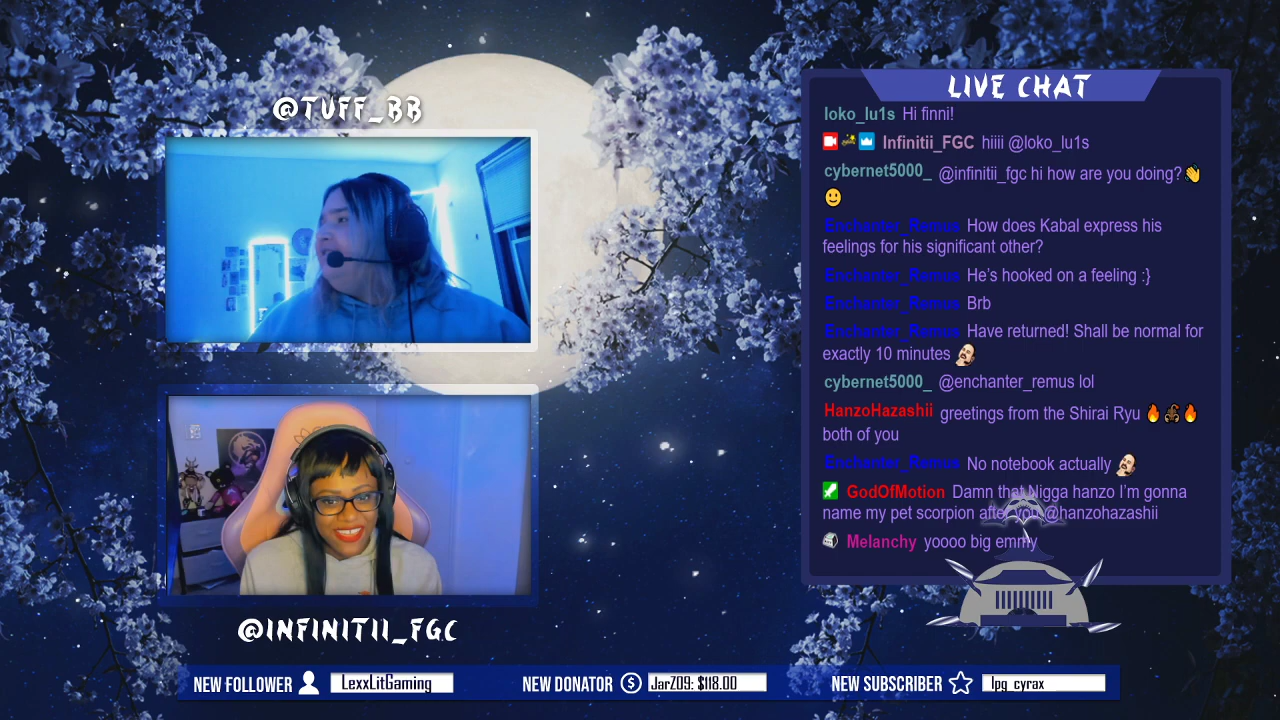 @TUFF_BB
LIVE CHAT
loko_lu1s Hi finni!
Infinitii_FGC hiiii @loko_lu1s
cybernet5000_ @infinitii_fgc hi how are you doing?👋
🙂
Enchanter_Remus How does Kabal express his
feelings for his significant other?
Enchanter_Remus He's hooked on a feeling :}
Enchanter_Remus Brb
Enchanter_Remus Have returned! Shall be normal for
exactly 10 minutes
cybernet5000_ @enchanter_remus lol
HanzoHazashii greetings from the Shirai Ryu 🔥🦂🔥
both of you
Enchanter_Remus No notebook actually
GodOfMotion Damn that Nigga hanzo I'm gonna
name my pet scorpion after you @hanzohazashii
Melanchy yoooo big emmy
@INFINITII_FGC
NEW FOLLOWER LexxLitGaming
NEW DONATOR JarZ09: $118.00
NEW SUBSCRIBER lpg_cyrax